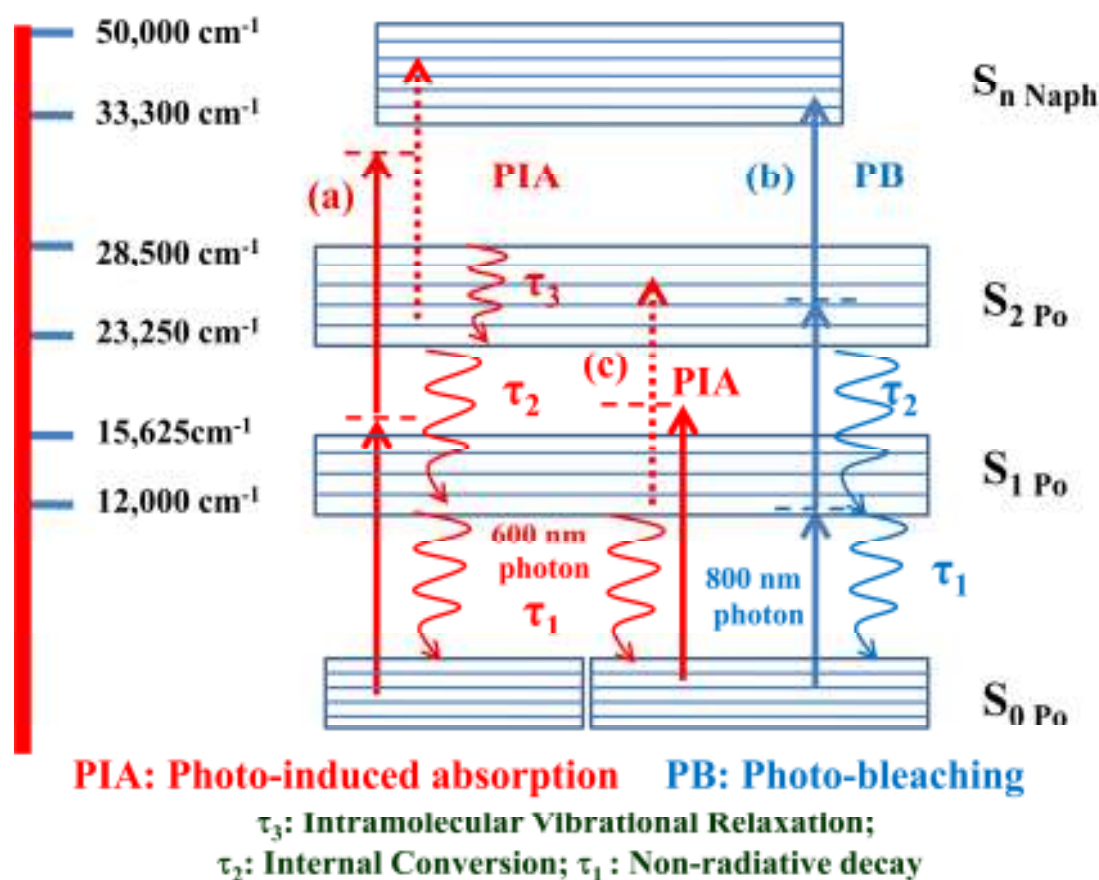 50,000 cm⁻¹
33,300 cm⁻¹
28,500 cm⁻¹
23,250 cm⁻¹
15,625cm⁻¹
12,000 cm⁻¹
Sₙ Naph
(a)
PIA
(b)
PB
τ₃
S₂ Po
(c)
PIA
τ₂
τ₂
S₁ Po
600 nm
photon
τ₁
800 nm
photon
τ₁
S₀ Po
PIA: Photo-induced absorption PB: Photo-bleaching
τ₃: Intramolecular Vibrational Relaxation;
τ₂: Internal Conversion; τ₁ : Non-radiative decay